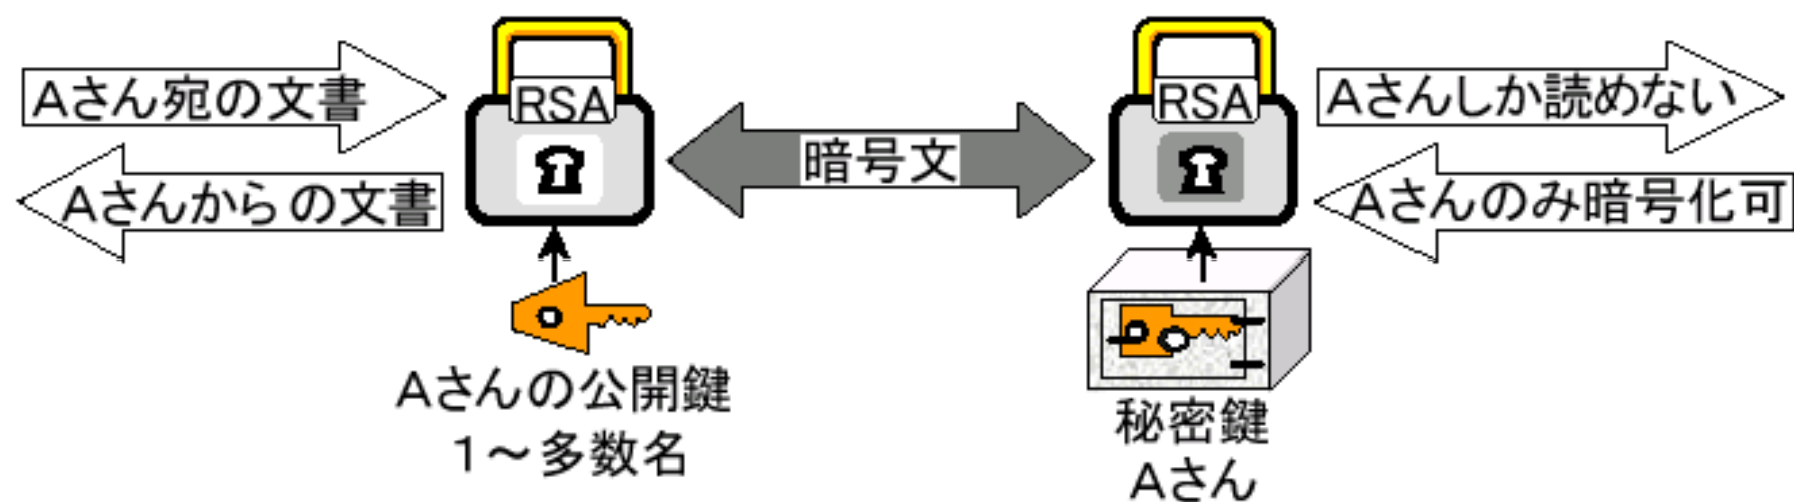 Aさん宛の文書
RSA
RSA
Aさんしか読めない
暗号文
Aさんからの文書
Aさんのみ暗号化可
Aさんの公開鍵
1～多数名
秘密鍵
Aさん